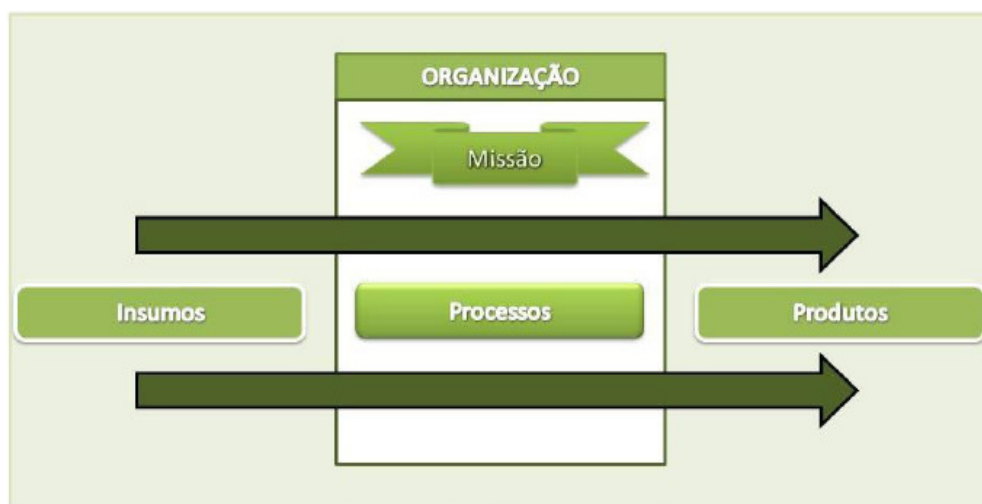 ORGANIZAÇÃO
Missão
Insumos
Processos
Produtos